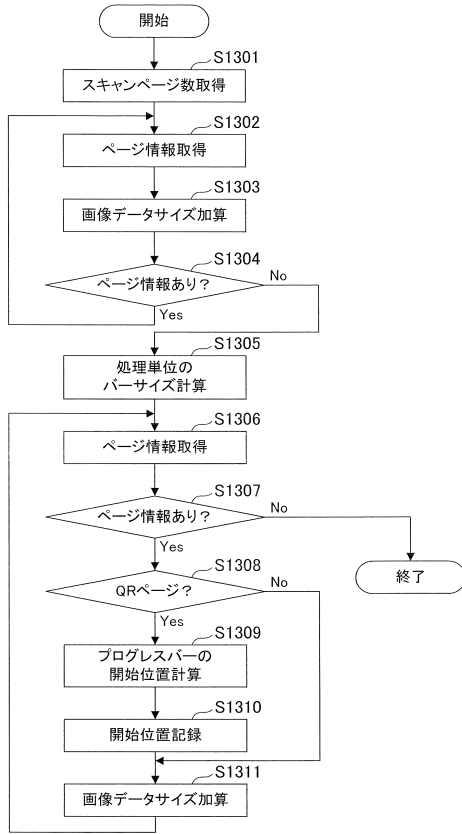 開始
S1301
スキャンページ数取得
S1302
ページ情報取得
S1303
画像データサイズ加算
S1304
ページ情報あり？
No
Yes
S1305
処理単位の
バーサイズ計算
S1306
ページ情報取得
S1307
ページ情報あり？
No
Yes
終了
S1308
QRページ？
No
Yes
S1309
プログレスバーの
開始位置計算
S1310
開始位置記録
S1311
画像データサイズ加算